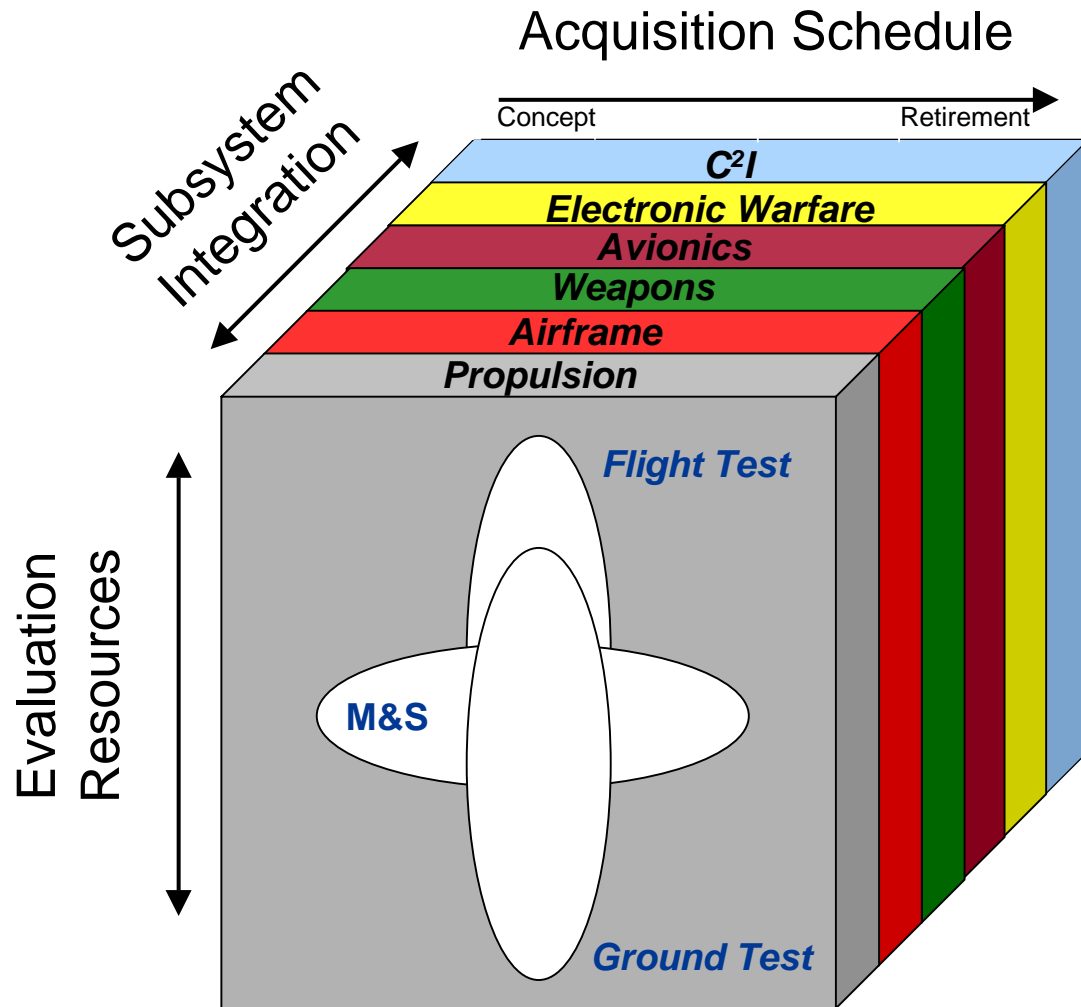 Acquisition Schedule
Concept
Retirement
Subsystem
Integration
C²I
Electronic Warfare
Avionics
Weapons
Airframe
Propulsion
Flight Test
Evaluation
Resources
M&S
Ground Test